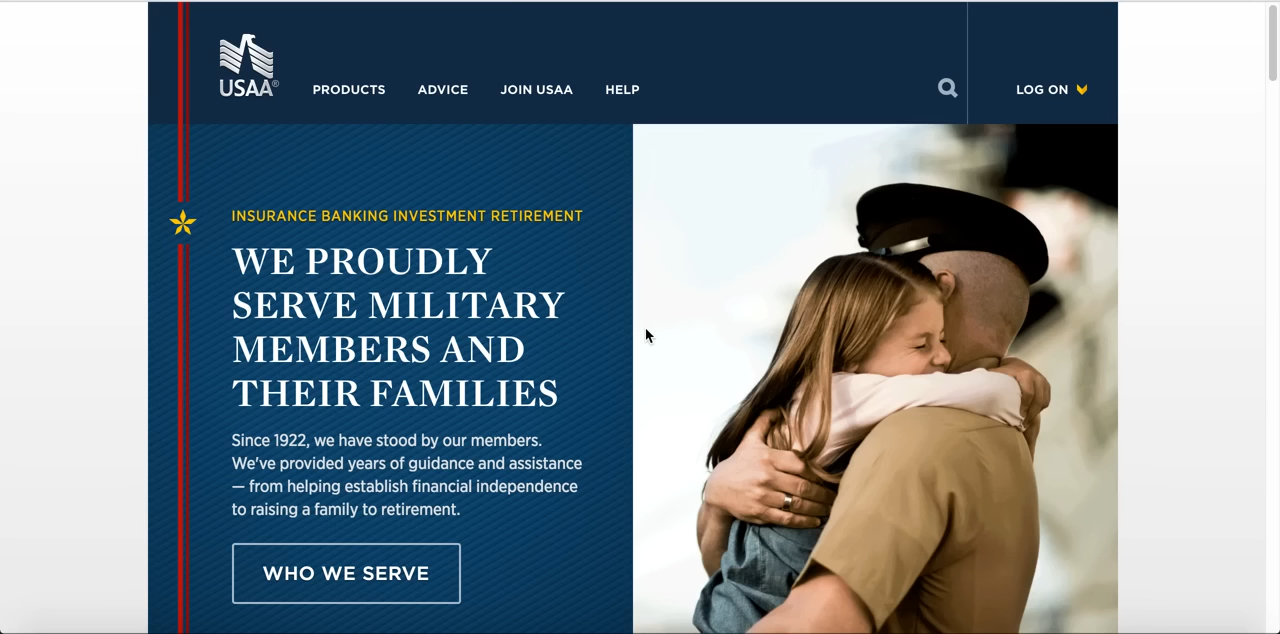 USAA®
PRODUCTS
ADVICE
JOIN USAA
HELP
LOG ON
INSURANCE BANKING INVESTMENT RETIREMENT
WE PROUDLY
SERVE MILITARY
MEMBERS AND
THEIR FAMILIES
Since 1922, we have stood by our members.
We've provided years of guidance and assistance
— from helping establish financial independence
to raising a family to retirement.
WHO WE SERVE